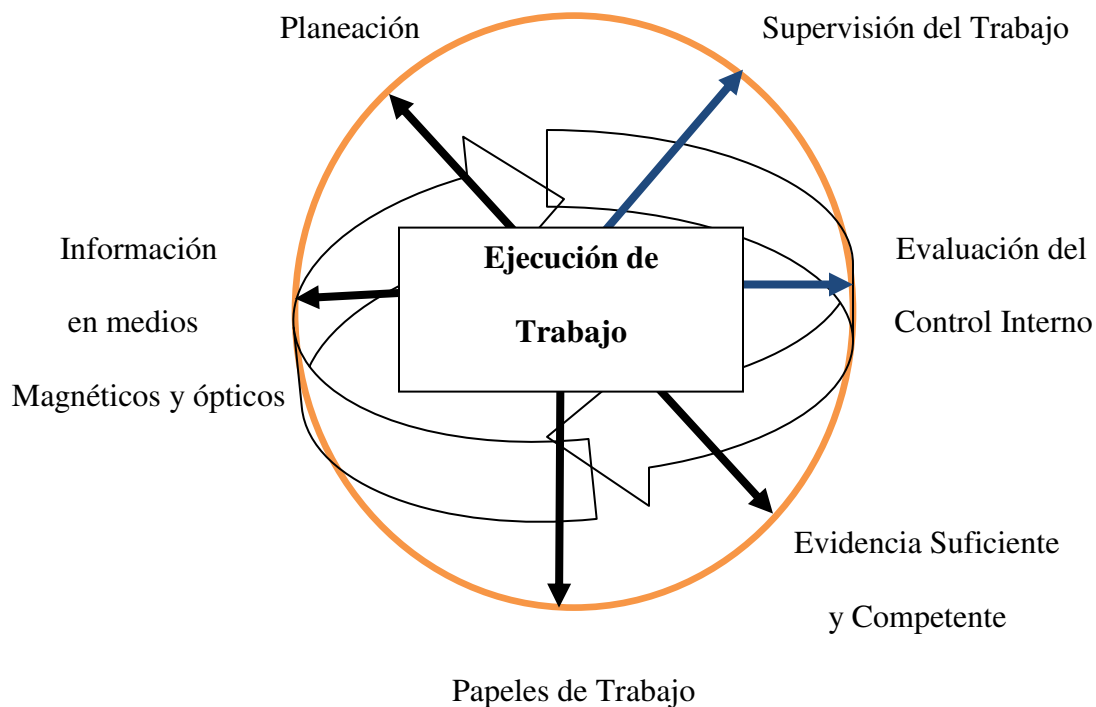 Planeación
Supervisión del Trabajo
Información
en medios
Magnéticos y ópticos
Ejecución de
Trabajo
Evaluación del
Control Interno
Evidencia Suficiente
y Competente
Papeles de Trabajo